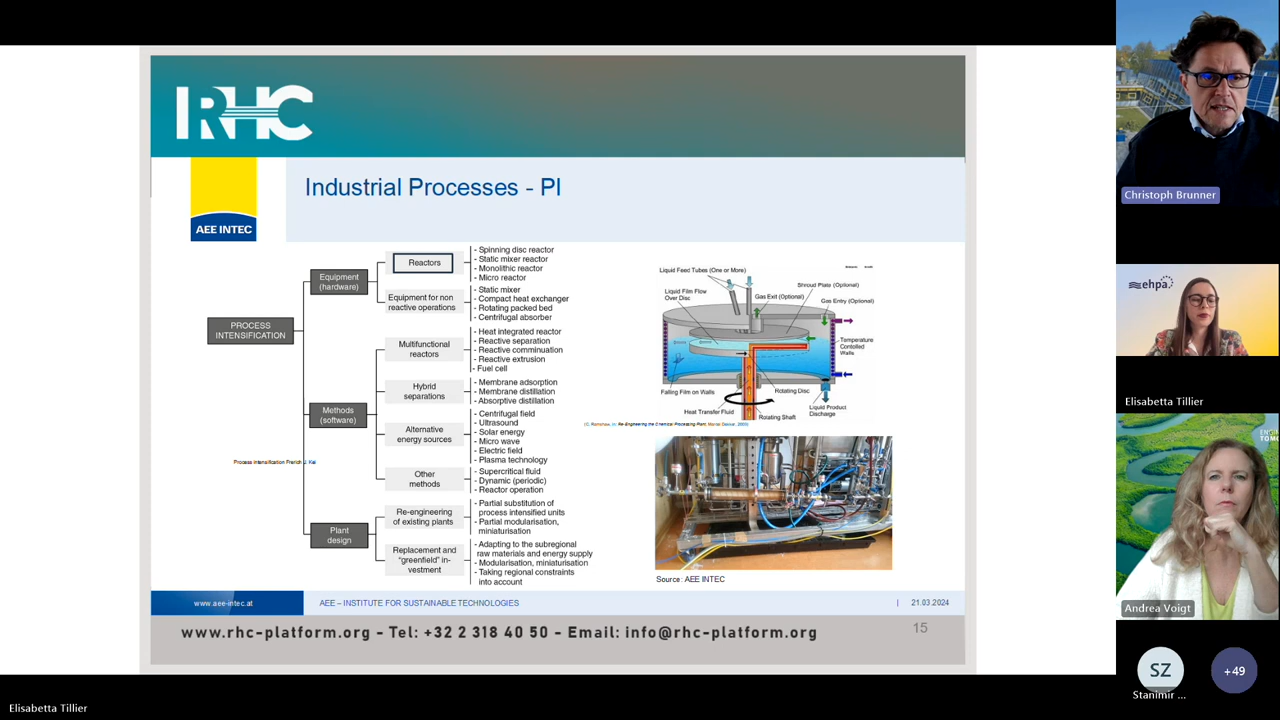 RHC
AEE INTEC
Industrial Processes - PI
PROCESS
INTENSIFICATION
Equipment
(hardware)
Reactors
- Spinning disc reactor
- Static mixer reactor
- Monolithic reactor
- Micro reactor
Equipment for non
reactive operations
- Static mixer
- Compact heat exchanger
- Rotating packed bed
- Centrifugal absorber
Methods
(software)
Multifunctional
reactors
- Heat integrated reactor
- Reactive separation
- Reactive comminuation
- Reactive extrusion
- Fuel cell
Hybrid
separations
- Membrane adsorption
- Membrane distillation
- Absorptive distillation
Alternative
energy sources
- Centrifugal field
- Ultrasound
- Solar energy
- Micro wave
- Electric field
- Plasma technology
Other
methods
- Supercritical fluid
- Dynamic (periodic)
- Reactor operation
Plant
design
Re-engineering
of existing plants
- Partial substitution of
process intensified units
- Partial modularisation,
miniaturisation
Replacement and
"greenfield" in-
vestment
- Adapting to the subregional
raw materials and energy supply
- Modularisation, miniaturisation
- Taking regional constraints
into account
Liquid Feed Tubes (One or More)
Liquid Film Flow
Over Disc
Gas Exit (Optional)
Shroud Plate (Optional)
Gas Entry (Optional)
Temperature
Contolled
Walls
Falling Film on Walls
Rotating Disc
Heat Transfer Fluid
Rotating Shaft
Liquid Product
Discharge
Source: AEE INTEC
www.aee-intec.at
AEE – INSTITUTE FOR SUSTAINABLE TECHNOLOGIES
| 21.03.2024
www.rhc-platform.org - Tel: +32 2 318 40 50 - Email: info@rhc-platform.org
15
Elisabetta Tillier
Christoph Brunner
ehpa
Elisabetta Tillier
Andrea Voigt
SZ
Stanimir ...
+49